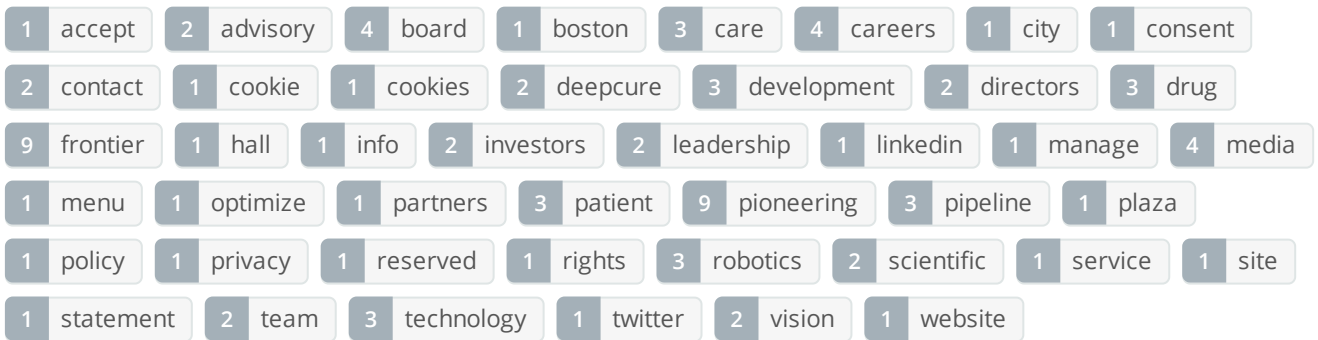 1 accept 2 advisory 4 board 1 boston 3 care 4 careers 1 city 1 consent
2 contact 1 cookie 1 cookies 2 deepcure 3 development 2 directors 3 drug
9 frontier 1 hall 1 info 2 investors 2 leadership 1 linkedin 1 manage 4 media
1 menu 1 optimize 1 partners 3 patient 9 pioneering 3 pipeline 1 plaza
1 policy 1 privacy 1 reserved 1 rights 3 robotics 2 scientific 1 service 1 site
1 statement 2 team 3 technology 1 twitter 2 vision 1 website